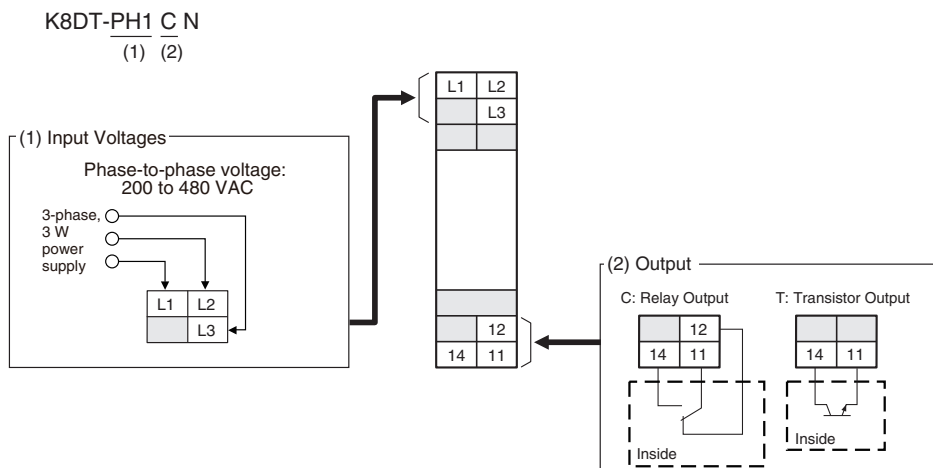 K8DT-PH1 C N
(1) (2)
L1 L2
L3
12
14 11
(1) Input Voltages
Phase-to-phase voltage:
200 to 480 VAC
3-phase,
3 W
power
supply
L1 L2
L3
(2) Output
C: Relay Output
12
14 11
Inside
T: Transistor Output
14 11
Inside